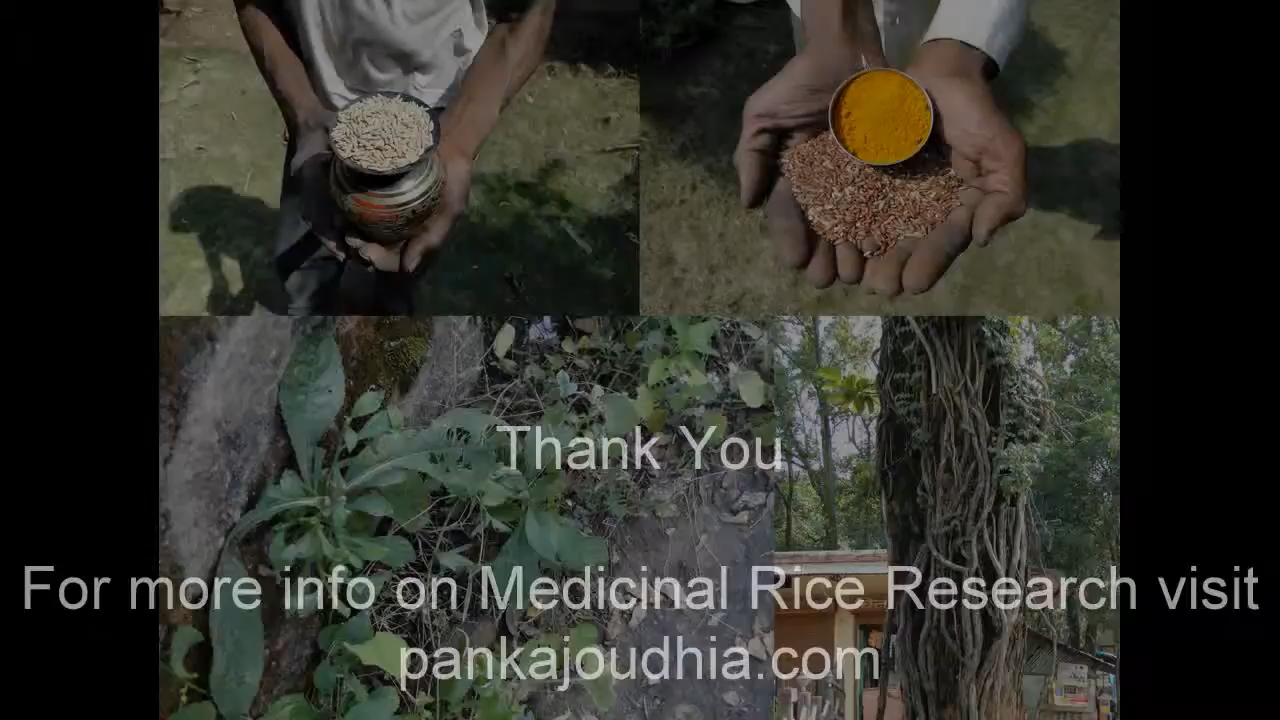 Thank You
For more info on Medicinal Rice Research visit
pankajoudhia.com